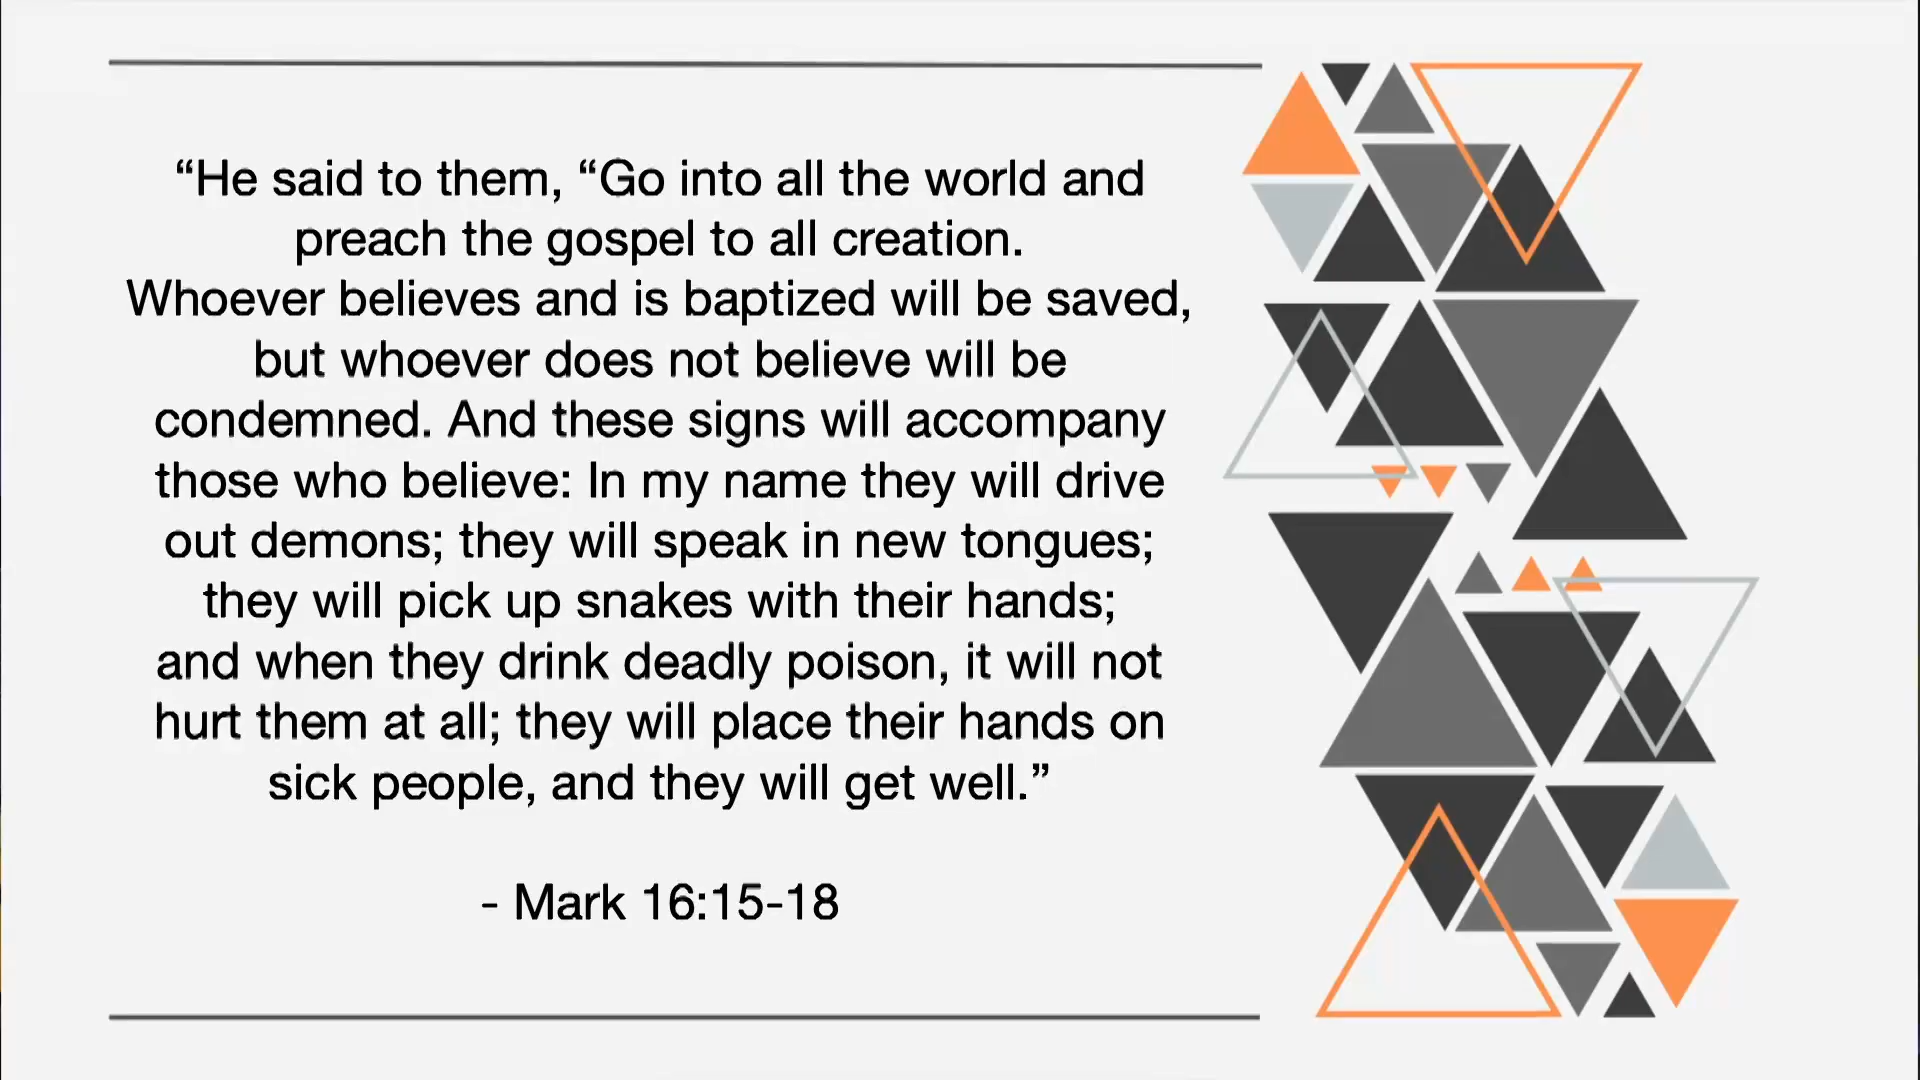 “He said to them, “Go into all the world and
preach the gospel to all creation.
Whoever believes and is baptized will be saved,
but whoever does not believe will be
condemned. And these signs will accompany
those who believe: In my name they will drive
out demons; they will speak in new tongues;
they will pick up snakes with their hands;
and when they drink deadly poison, it will not
hurt them at all; they will place their hands on
sick people, and they will get well.”
- Mark 16:15-18